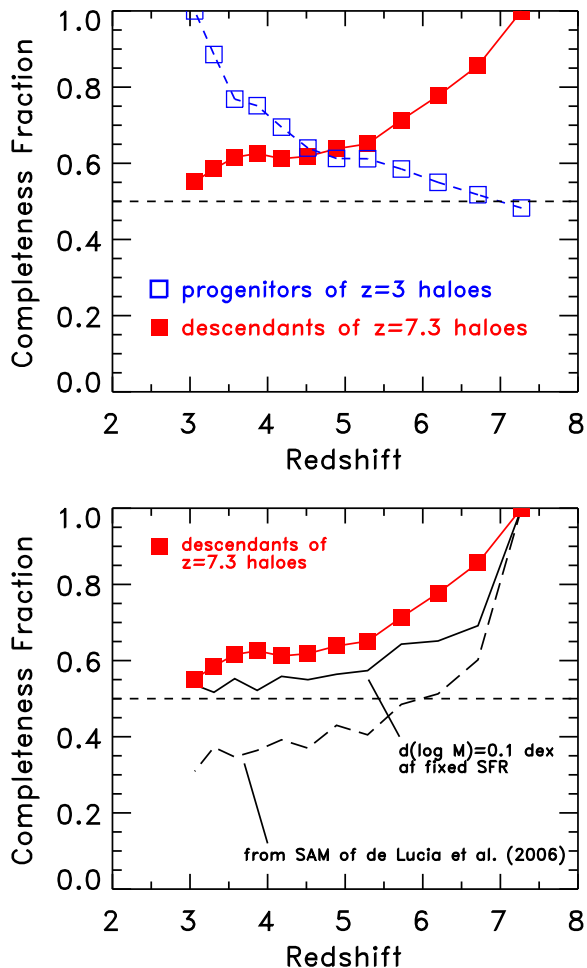 Completeness Fraction
1.0
0.8
0.6
0.4
0.2
0.0
progenitors of z=3 haloes
descendants of z=7.3 haloes
2 3 4 5 6 7 8
Redshift
Completeness Fraction
1.0
0.8
0.6
0.4
0.2
0.0
descendants of
z=7.3 haloes
d(log M)=0.1 dex
at fixed SFR
from SAM of de Lucia et al. (2006)
2 3 4 5 6 7 8
Redshift